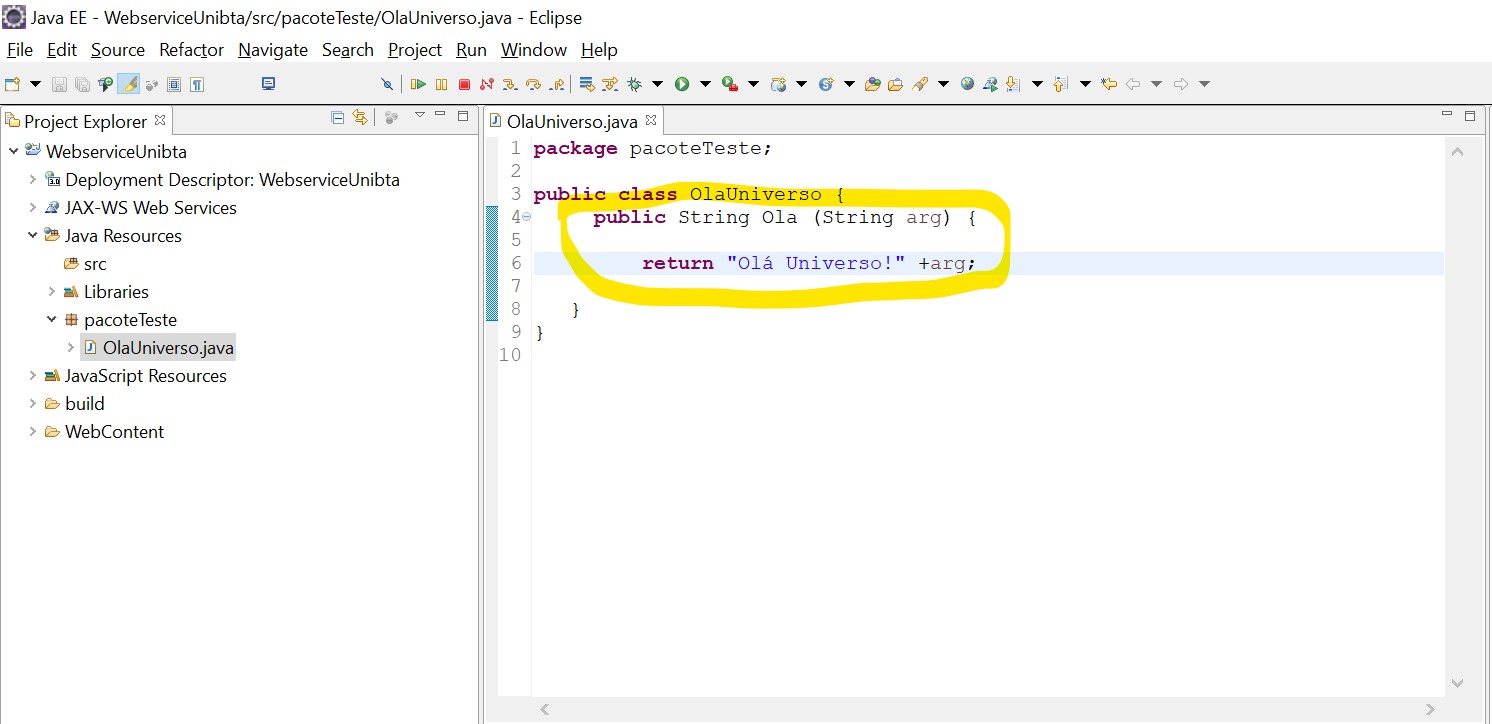 Java EE - WebserviceUnibta/src/pacoteTeste/OlaUniverso.java - Eclipse
File Edit Source Refactor Navigate Search Project Run Window Help
Project Explorer
WebserviceUnibta
Deployment Descriptor: WebserviceUnibta
JAX-WS Web Services
Java Resources
src
Libraries
pacoteTeste
OlaUniverso.java
JavaScript Resources
build
WebContent
OlaUniverso.java
1 package pacoteTeste;
2
3 public class OlaUniverso {
4 public String Ola (String arg) {
5
6 return "Olá Universo!" +arg;
7
8 }
9 }
10